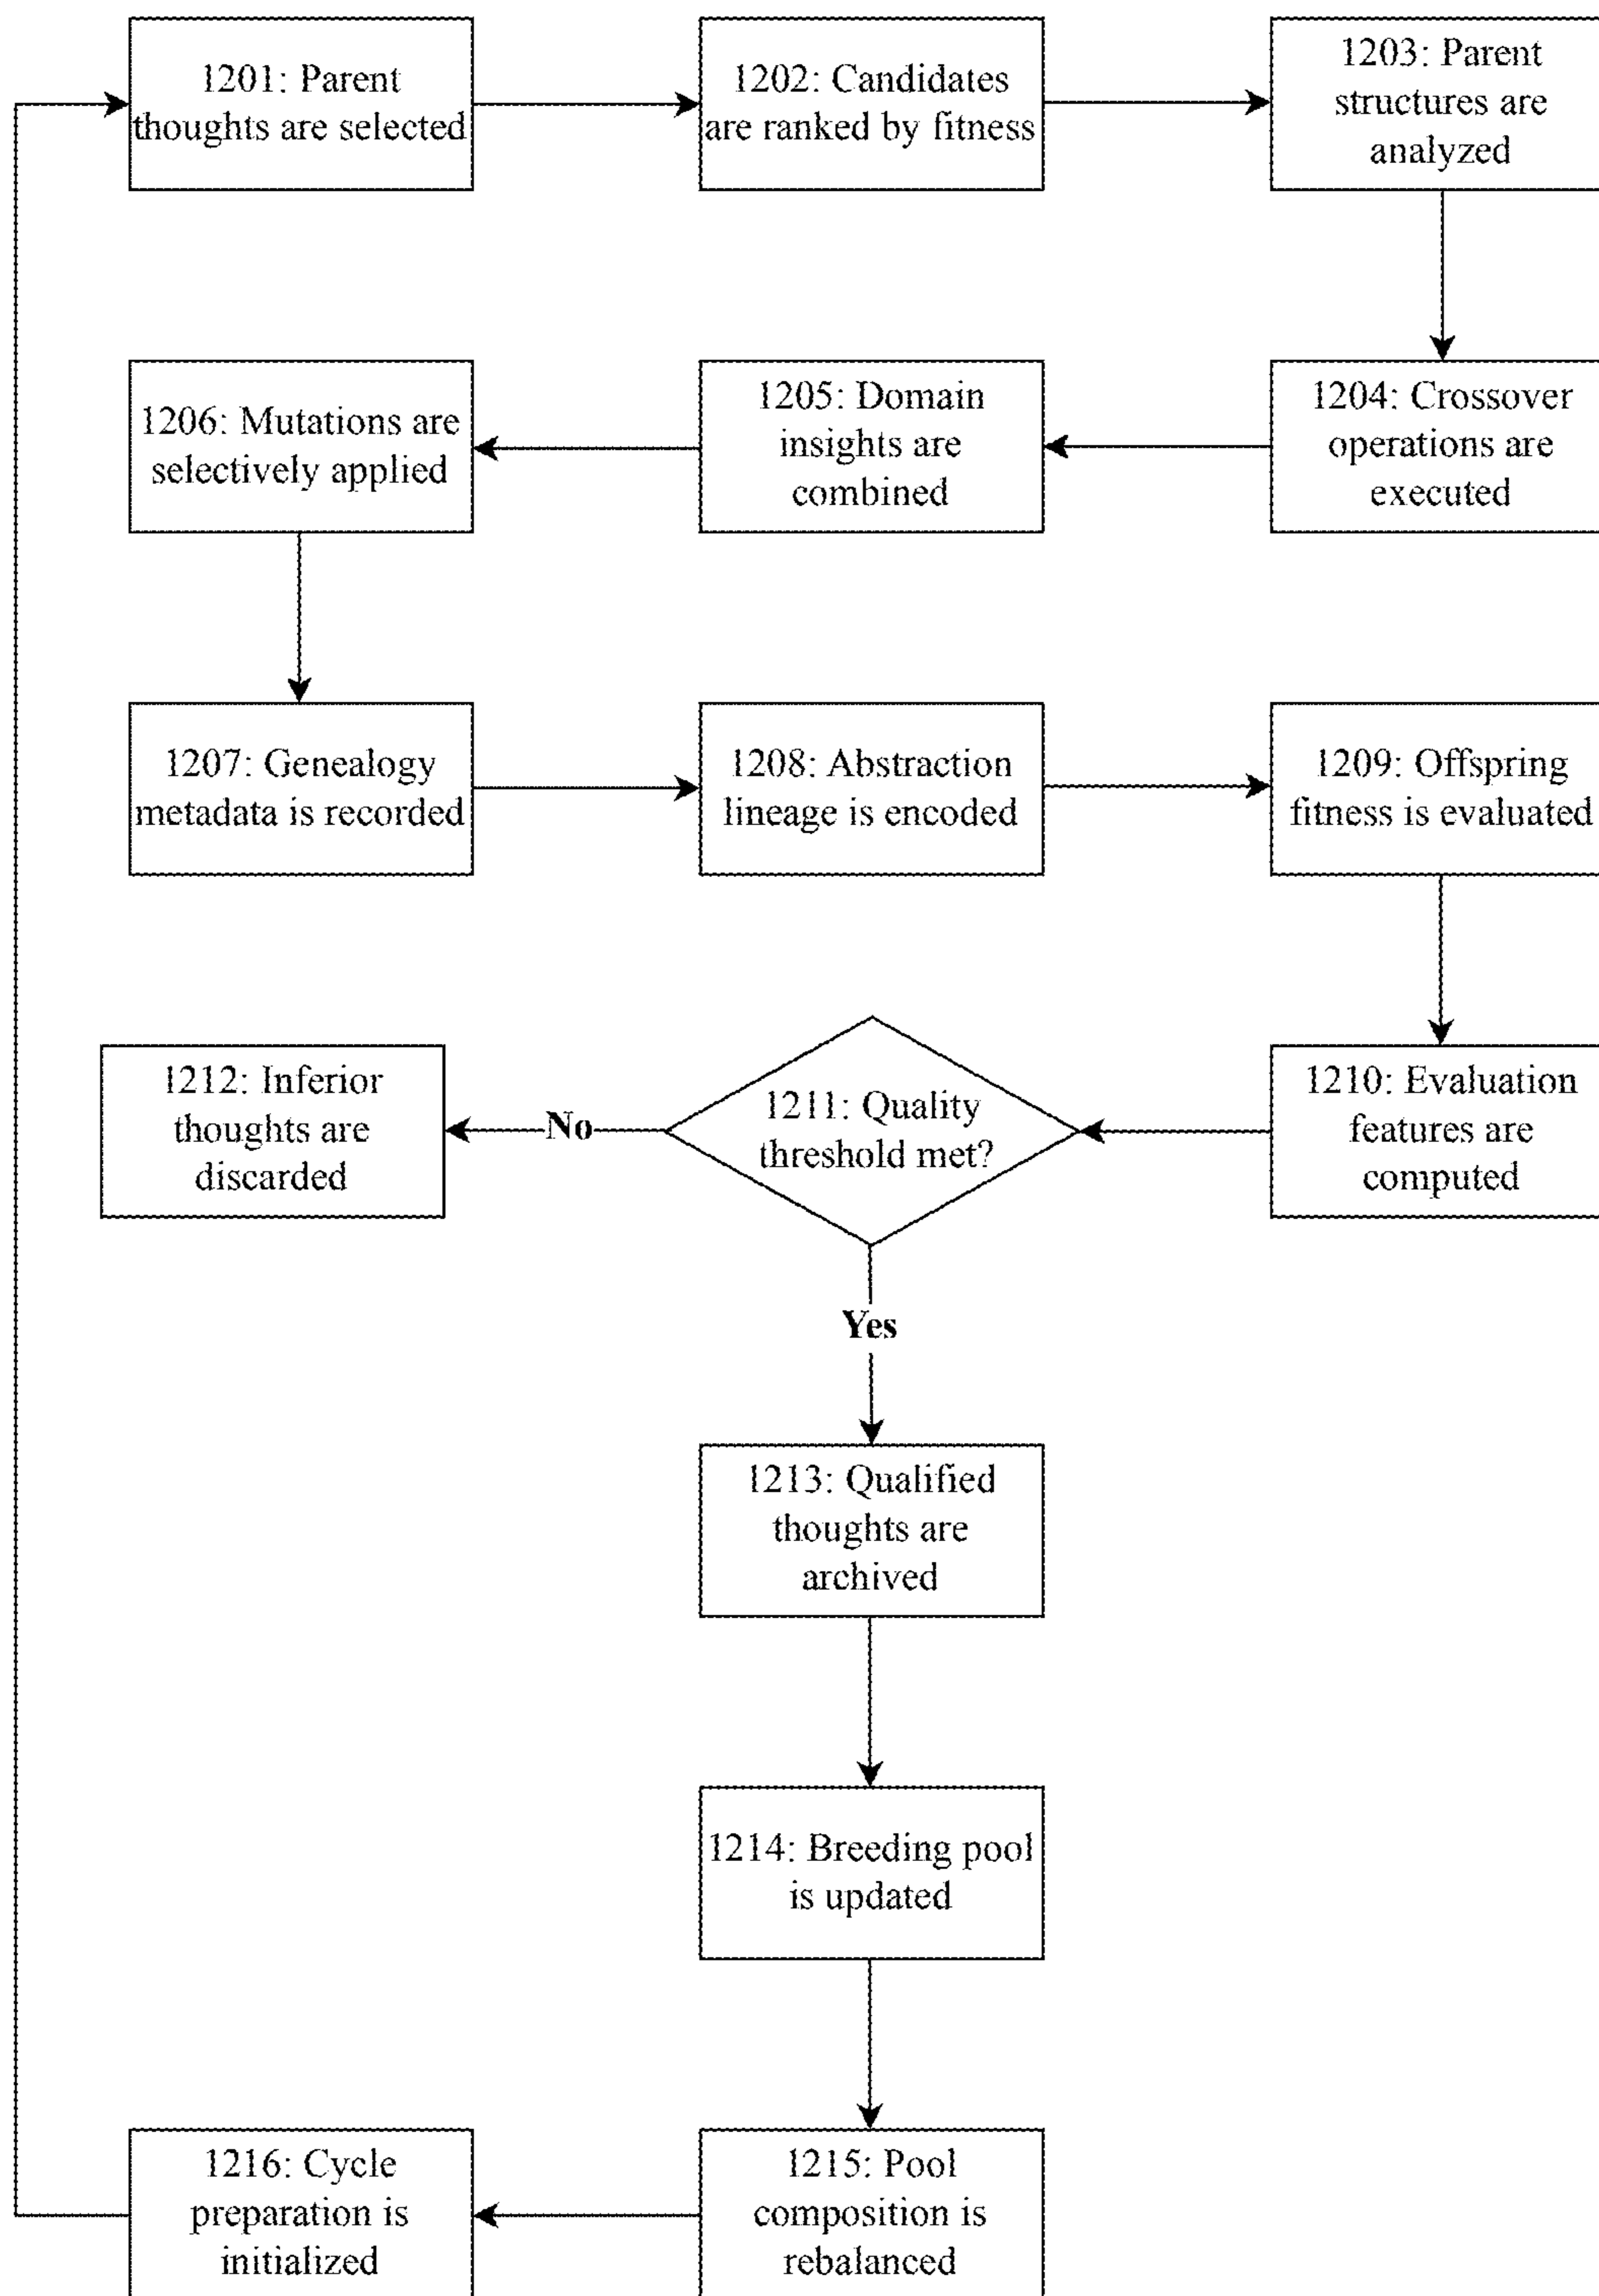 1201: Parent
thoughts are selected
1202: Candidates
are ranked by fitness
1203: Parent
structures are
analyzed
1206: Mutations are
selectively applied
1205: Domain
insights are
combined
1204: Crossover
operations are
executed
1207: Genealogy
metadata is recorded
1208: Abstraction
lineage is encoded
1209: Offspring
fitness is evaluated
1212: Inferior
thoughts are
discarded
No
1211: Quality
threshold met?
1210: Evaluation
features are
computed
Yes
1213: Qualified
thoughts are
archived
1214: Breeding pool
is updated
1216: Cycle
preparation is
initialized
1215: Pool
composition is
rebalanced